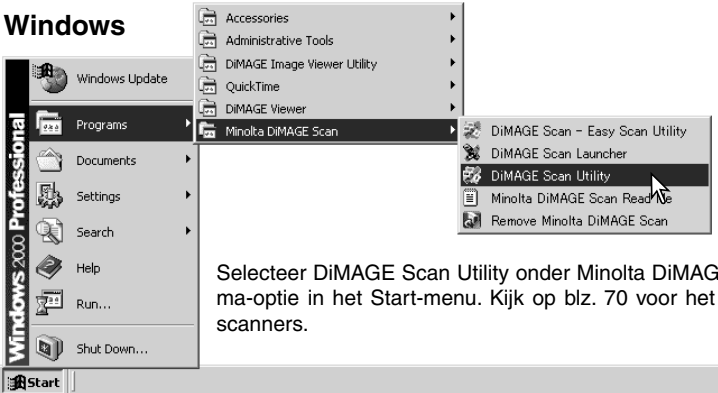 Windows
Accessories
Administrative Tools
DiMAGE Image Viewer Utility
QuickTime
DiMAGE Viewer
Minolta DiMAGE Scan
Windows Update
Programs
Documents
Settings
Search
Help
Run...
Shut Down...
DiMAGE Scan - Easy Scan Utility
DiMAGE Scan Launcher
DiMAGE Scan Utility
Minolta DiMAGE Scan Read
Remove Minolta DiMAGE Scan
Windows 2000 Professional
Selecteer DiMAGE Scan Utility onder Minolta DiMAG
ma-optie in het Start-menu. Kijk op blz. 70 voor het
scanners.
Start